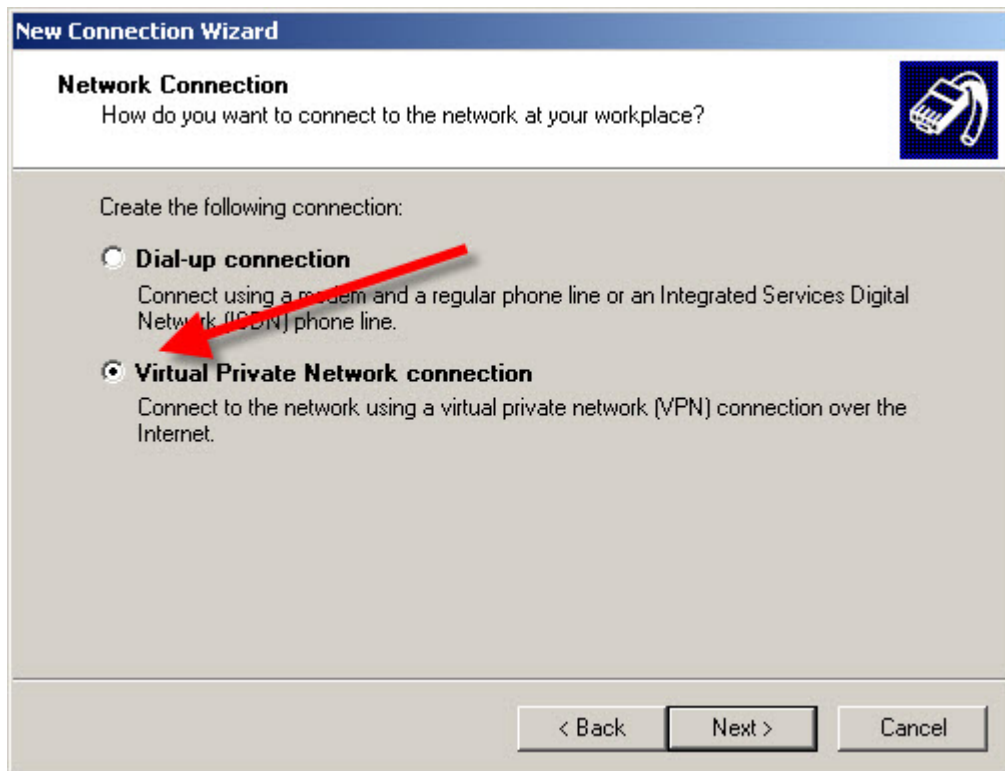 New Connection Wizard
Network Connection
How do you want to connect to the network at your workplace?
Create the following connection:
Dial-up connection
Connect using a modem and a regular phone line or an Integrated Services Digital
Network (ISDN) phone line.
Virtual Private Network connection
Connect to the network using a virtual private network (VPN) connection over the
Internet.
< Back
Next >
Cancel